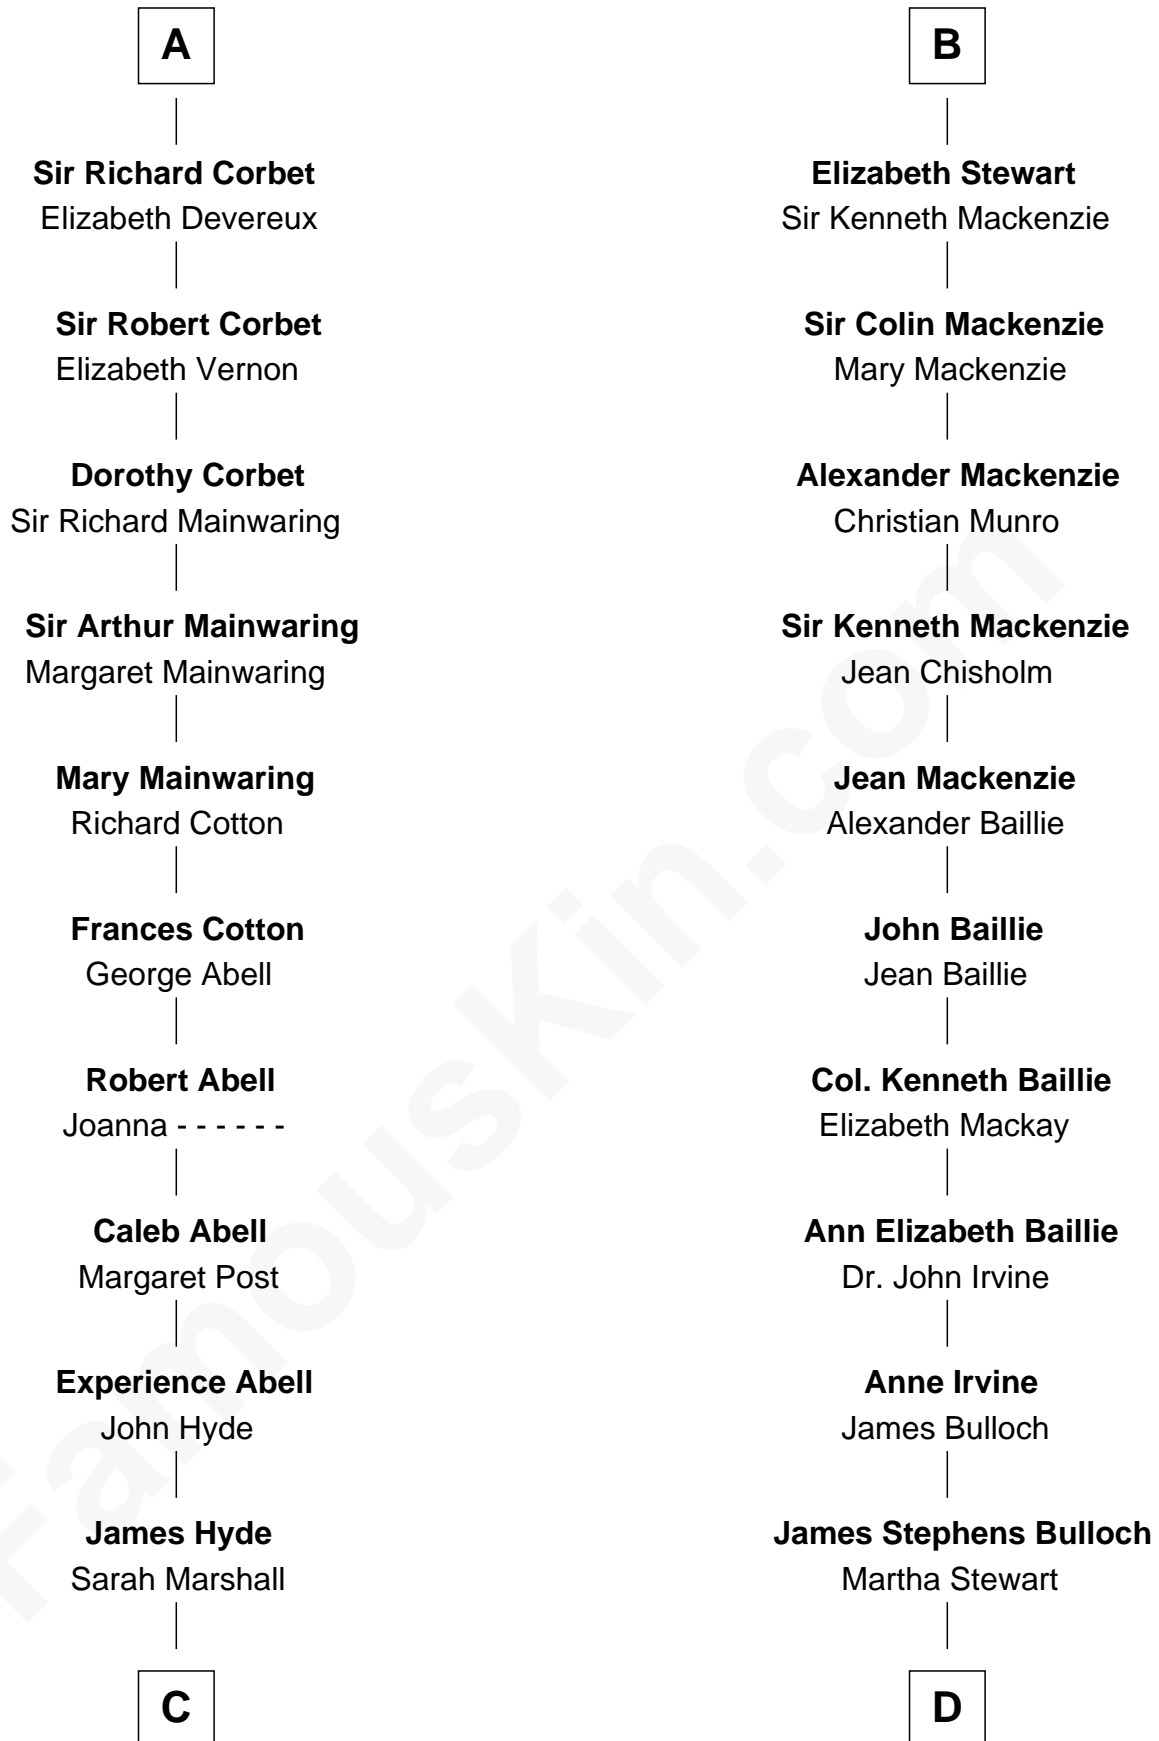 A
Sir Richard Corbet
Elizabeth Devereux
Sir Robert Corbet
Elizabeth Vernon
Dorothy Corbet
Sir Richard Mainwaring
Sir Arthur Mainwaring
Margaret Mainwaring
Mary Mainwaring
Richard Cotton
Frances Cotton
George Abell
Robert Abell
Joanna - - - - - -
Caleb Abell
Margaret Post
Experience Abell
John Hyde
James Hyde
Sarah Marshall
C
B
Elizabeth Stewart
Sir Kenneth Mackenzie
Sir Colin Mackenzie
Mary Mackenzie
Alexander Mackenzie
Christian Munro
Sir Kenneth Mackenzie
Jean Chisholm
Jean Mackenzie
Alexander Baillie
John Baillie
Jean Baillie
Col. Kenneth Baillie
Elizabeth Mackay
Ann Elizabeth Baillie
Dr. John Irvine
Anne Irvine
James Bulloch
James Stephens Bulloch
Martha Stewart
D
FamousKin.com